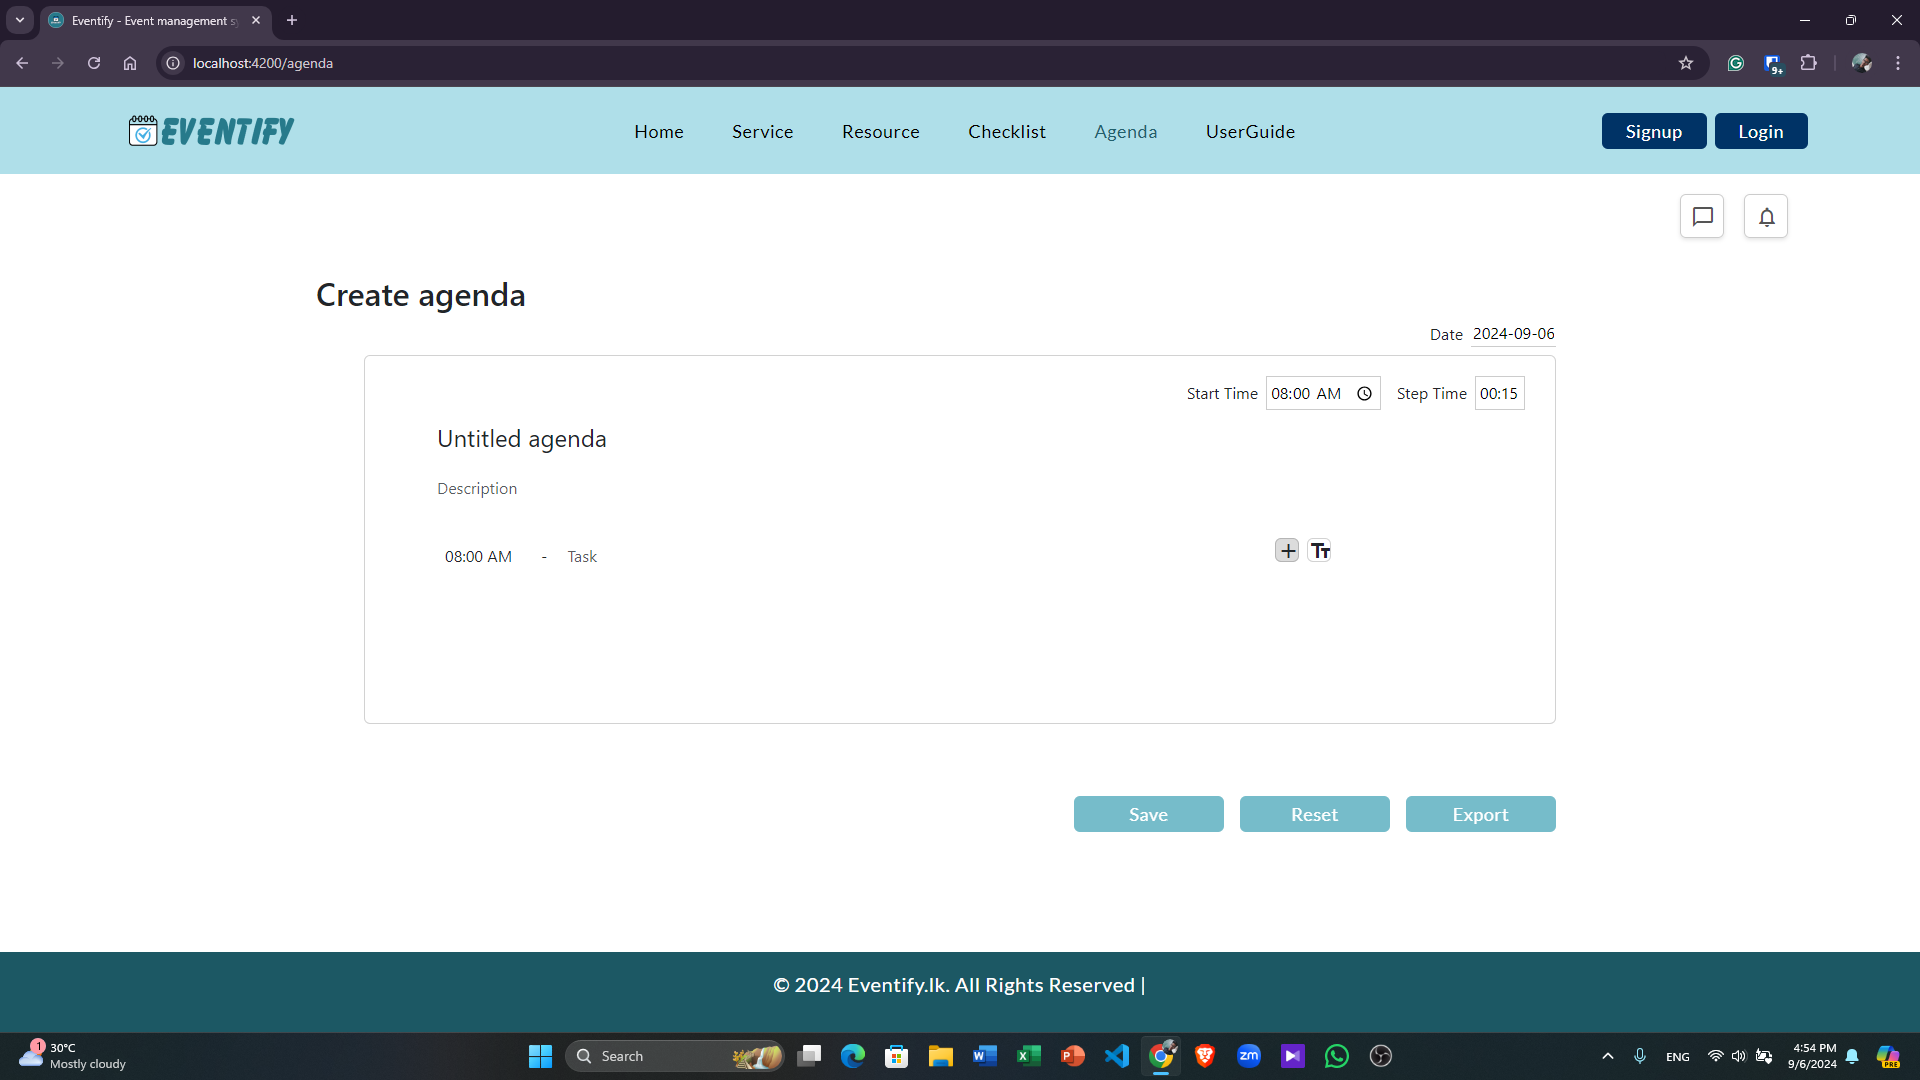 Eventify - Event management s
localhost:4200/agenda
9+
EVENTIFY
Home
Service
Resource
Checklist
Agenda
UserGuide
Signup
Login
Create agenda
Date 2024-09-06
Start Time 08:00 AM
Step Time 00:15
Untitled agenda
Description
08:00 AM - Task
Save
Reset
Export
© 2024 Eventify.lk. All Rights Reserved |
1
30°C
Mostly cloudy
Search
zm
ENG
4:54 PM
9/6/2024
PRE